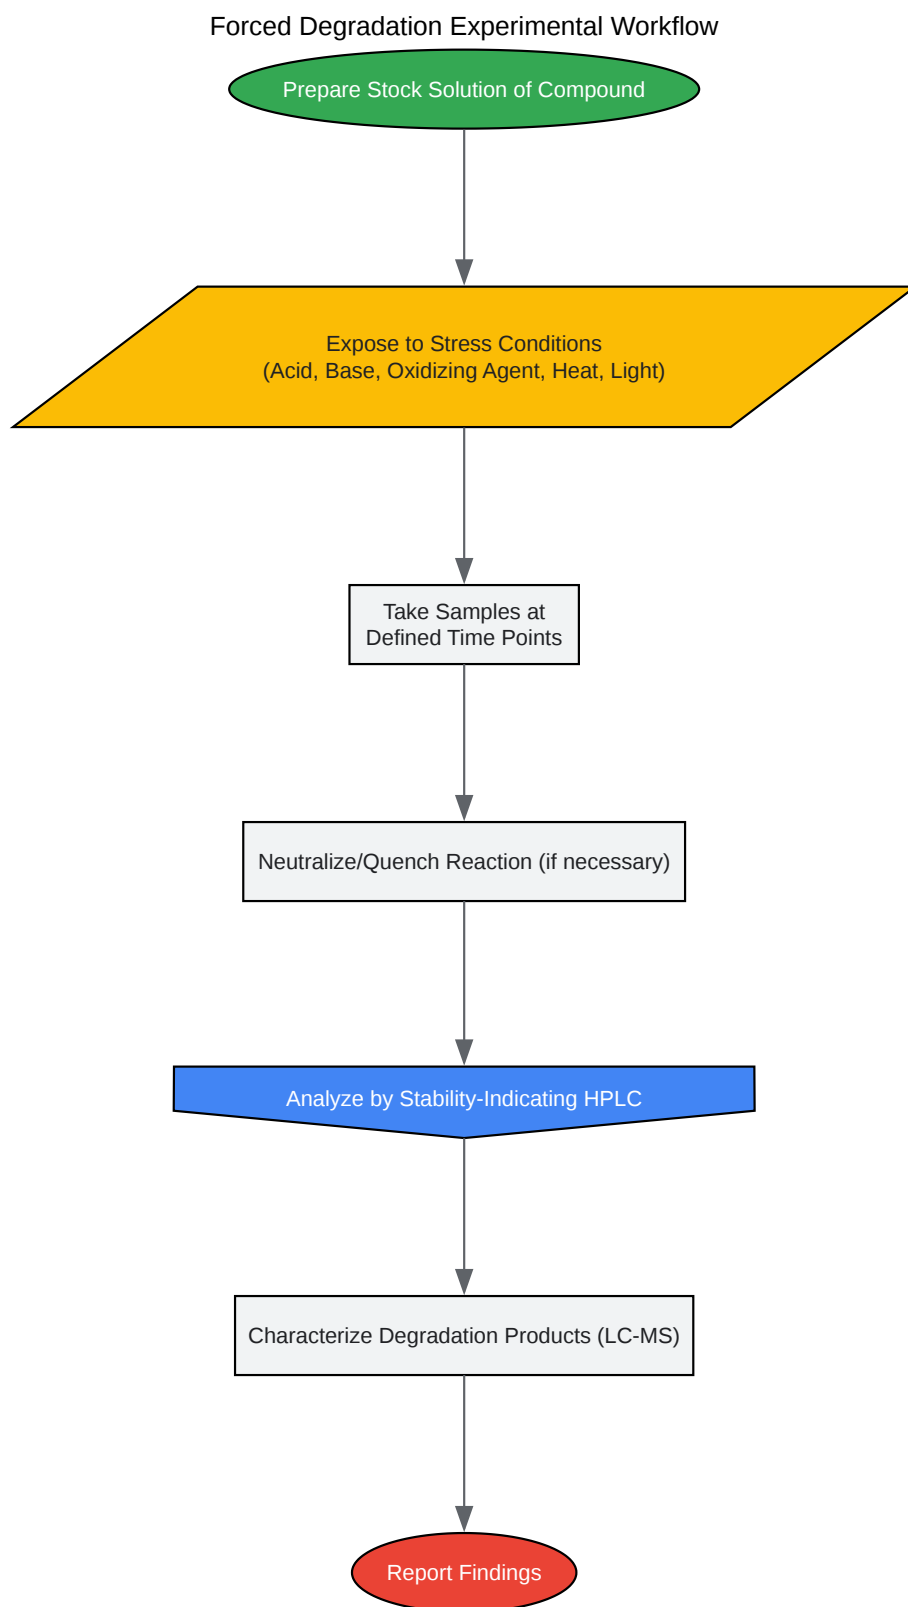 Forced Degradation Experimental Workflow
Prepare Stock Solution of Compound
Expose to Stress Conditions
(Acid, Base, Oxidizing Agent, Heat, Light)
Take Samples at
Defined Time Points
Neutralize/Quench Reaction (if necessary)
Analyze by Stability-Indicating HPLC
Characterize Degradation Products (LC-MS)
Report Findings